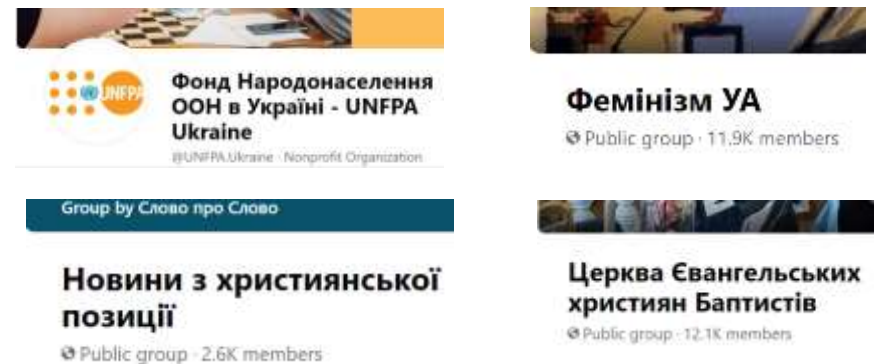 UNFPA
Фонд Народонаселення
ООН в Україні - UNFPA
Ukraine
@UNFPA.Ukraine · Nonprofit Organization
Фемінізм УА
Public group · 11.9K members
Group by Слово про Слово
Новини з християнської
позиції
Public group · 2.6K members
Церква Євангельських
християн Баптистів
Public group · 12.1K members